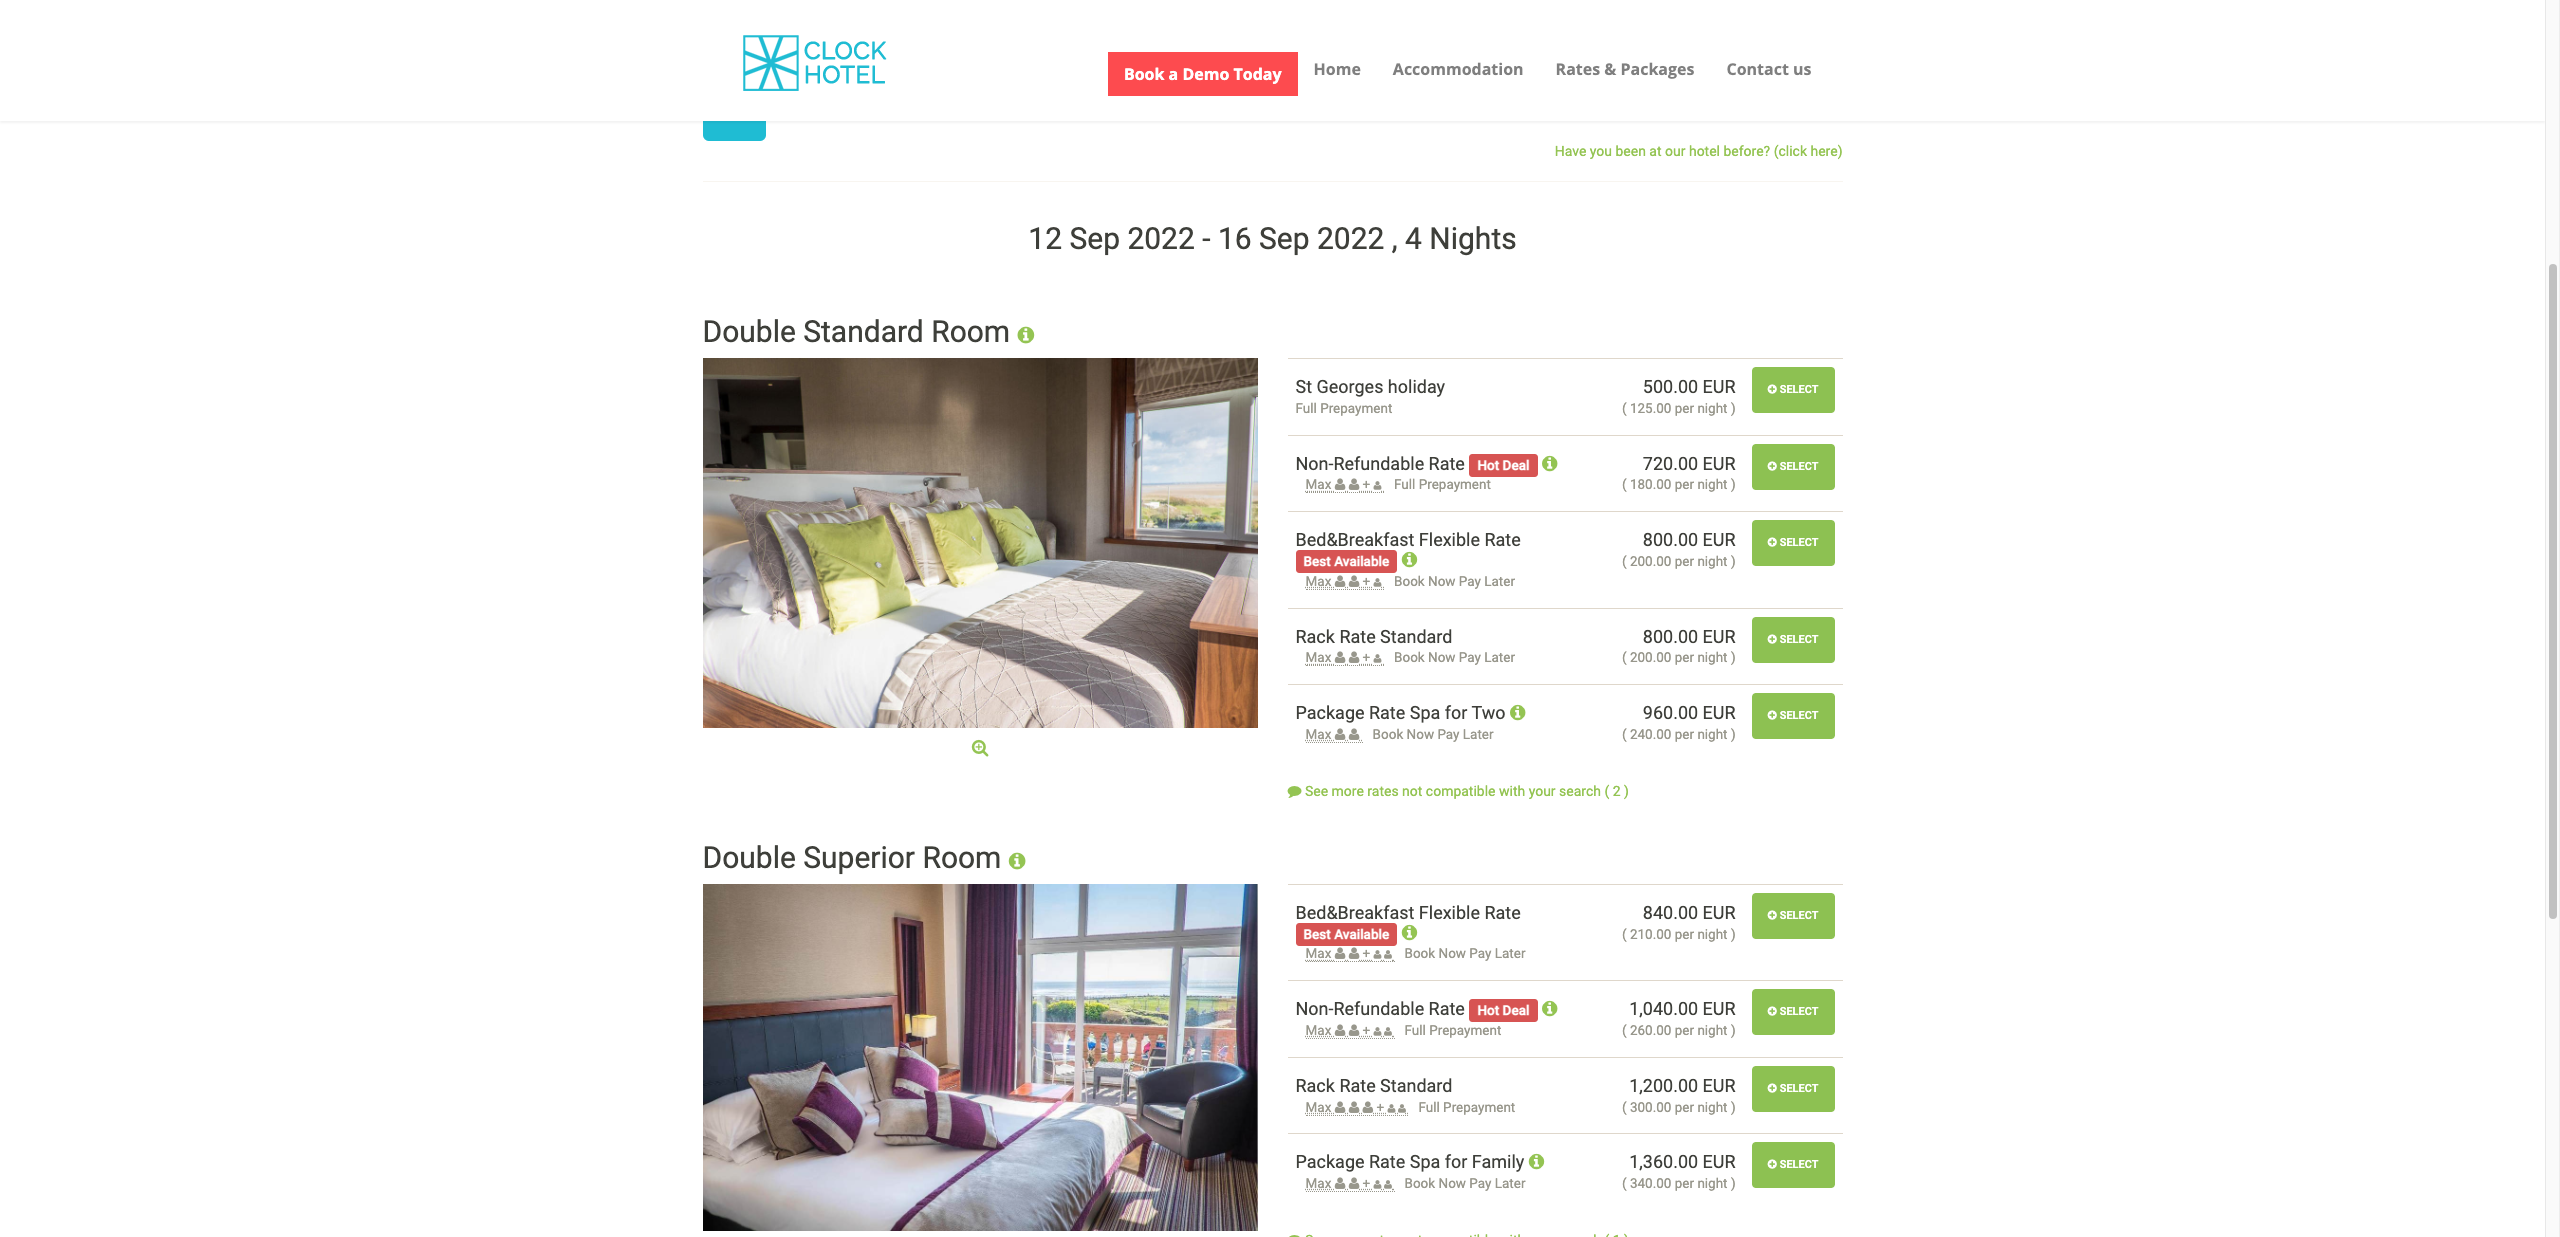 CLOCK
HOTEL
Book a Demo Today
Home
Accommodation
Rates & Packages
Contact us
Have you been at our hotel before? (click here)
12 Sep 2022 - 16 Sep 2022 , 4 Nights
Double Standard Room
St Georges holiday
Full Prepayment
500.00 EUR
( 125.00 per night )
SELECT
Non-Refundable Rate Hot Deal
Max + Full Prepayment
720.00 EUR
( 180.00 per night )
SELECT
Bed&Breakfast Flexible Rate
Best Available
Max + Book Now Pay Later
800.00 EUR
( 200.00 per night )
SELECT
Rack Rate Standard
Max + Book Now Pay Later
800.00 EUR
( 200.00 per night )
SELECT
Package Rate Spa for Two
Max Book Now Pay Later
960.00 EUR
( 240.00 per night )
SELECT
See more rates not compatible with your search ( 2 )
Double Superior Room
Bed&Breakfast Flexible Rate
Best Available
Max + Book Now Pay Later
840.00 EUR
( 210.00 per night )
SELECT
Non-Refundable Rate Hot Deal
Max + Full Prepayment
1,040.00 EUR
( 260.00 per night )
SELECT
Rack Rate Standard
Max + Full Prepayment
1,200.00 EUR
( 300.00 per night )
SELECT
Package Rate Spa for Family
Max + Book Now Pay Later
1,360.00 EUR
( 340.00 per night )
SELECT